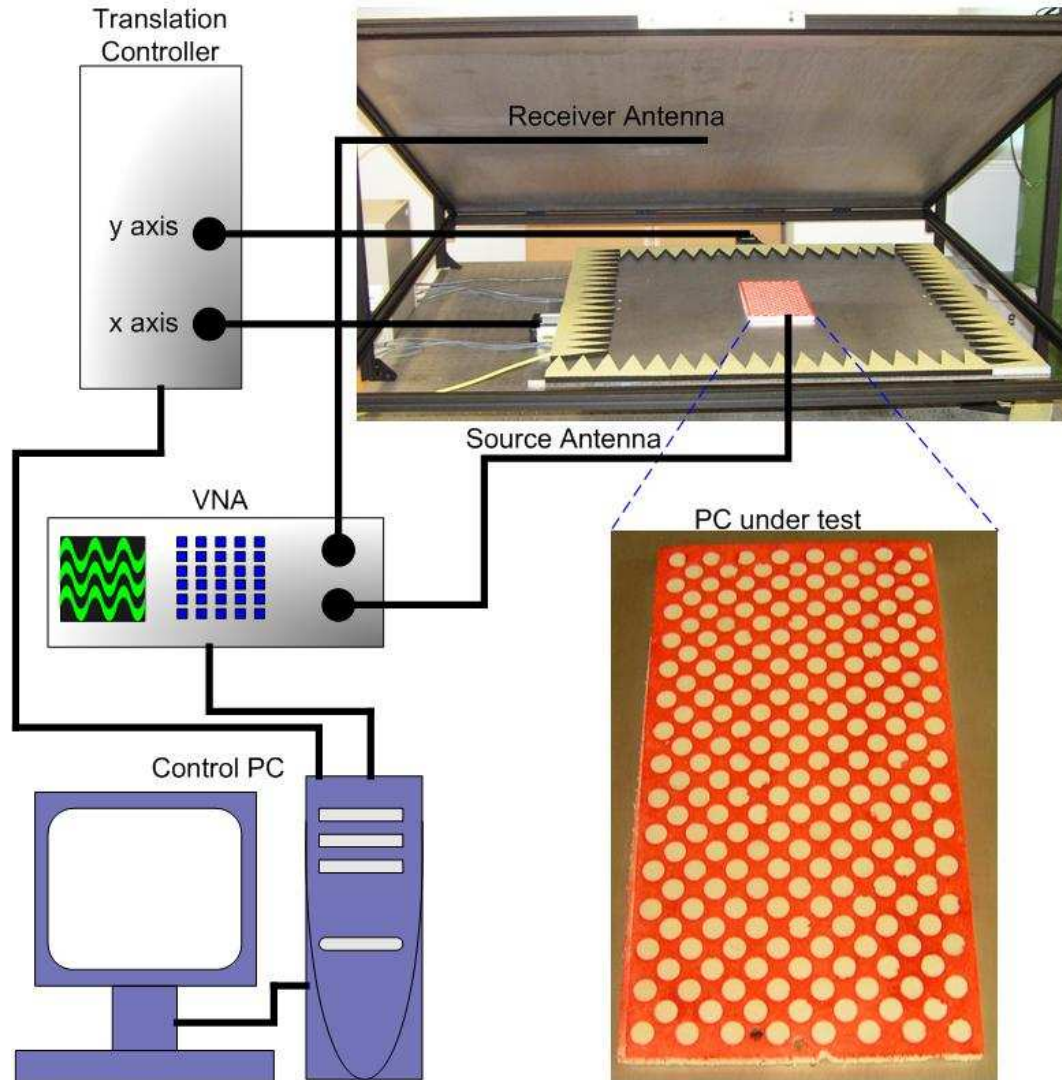 Translation
Controller
Receiver Antenna
y axis
x axis
Source Antenna
VNA
PC under test
Control PC